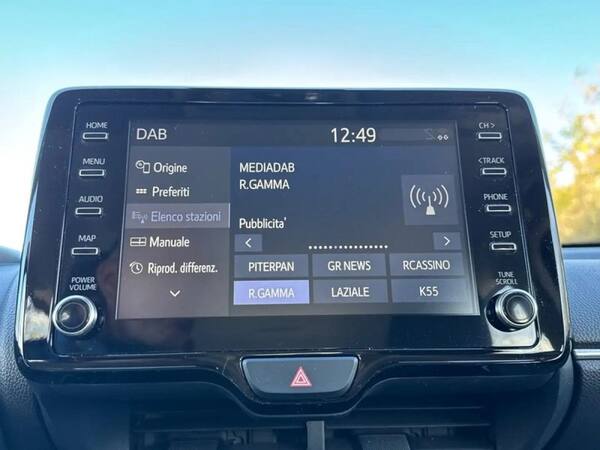 DAB
12:49
HOME
MENU
AUDIO
MAP
POWER
VOLUME
Origine
Preferiti
Elenco stazioni
Manuale
Riprod. differenz.
MEDIADAB
R.GAMMA
Pubblicita'
PITERPAN
GR NEWS
RCASSINO
R.GAMMA
LAZIALE
K55
CH >
<TRACK
PHONE
SETUP
TUNE
SCROLL